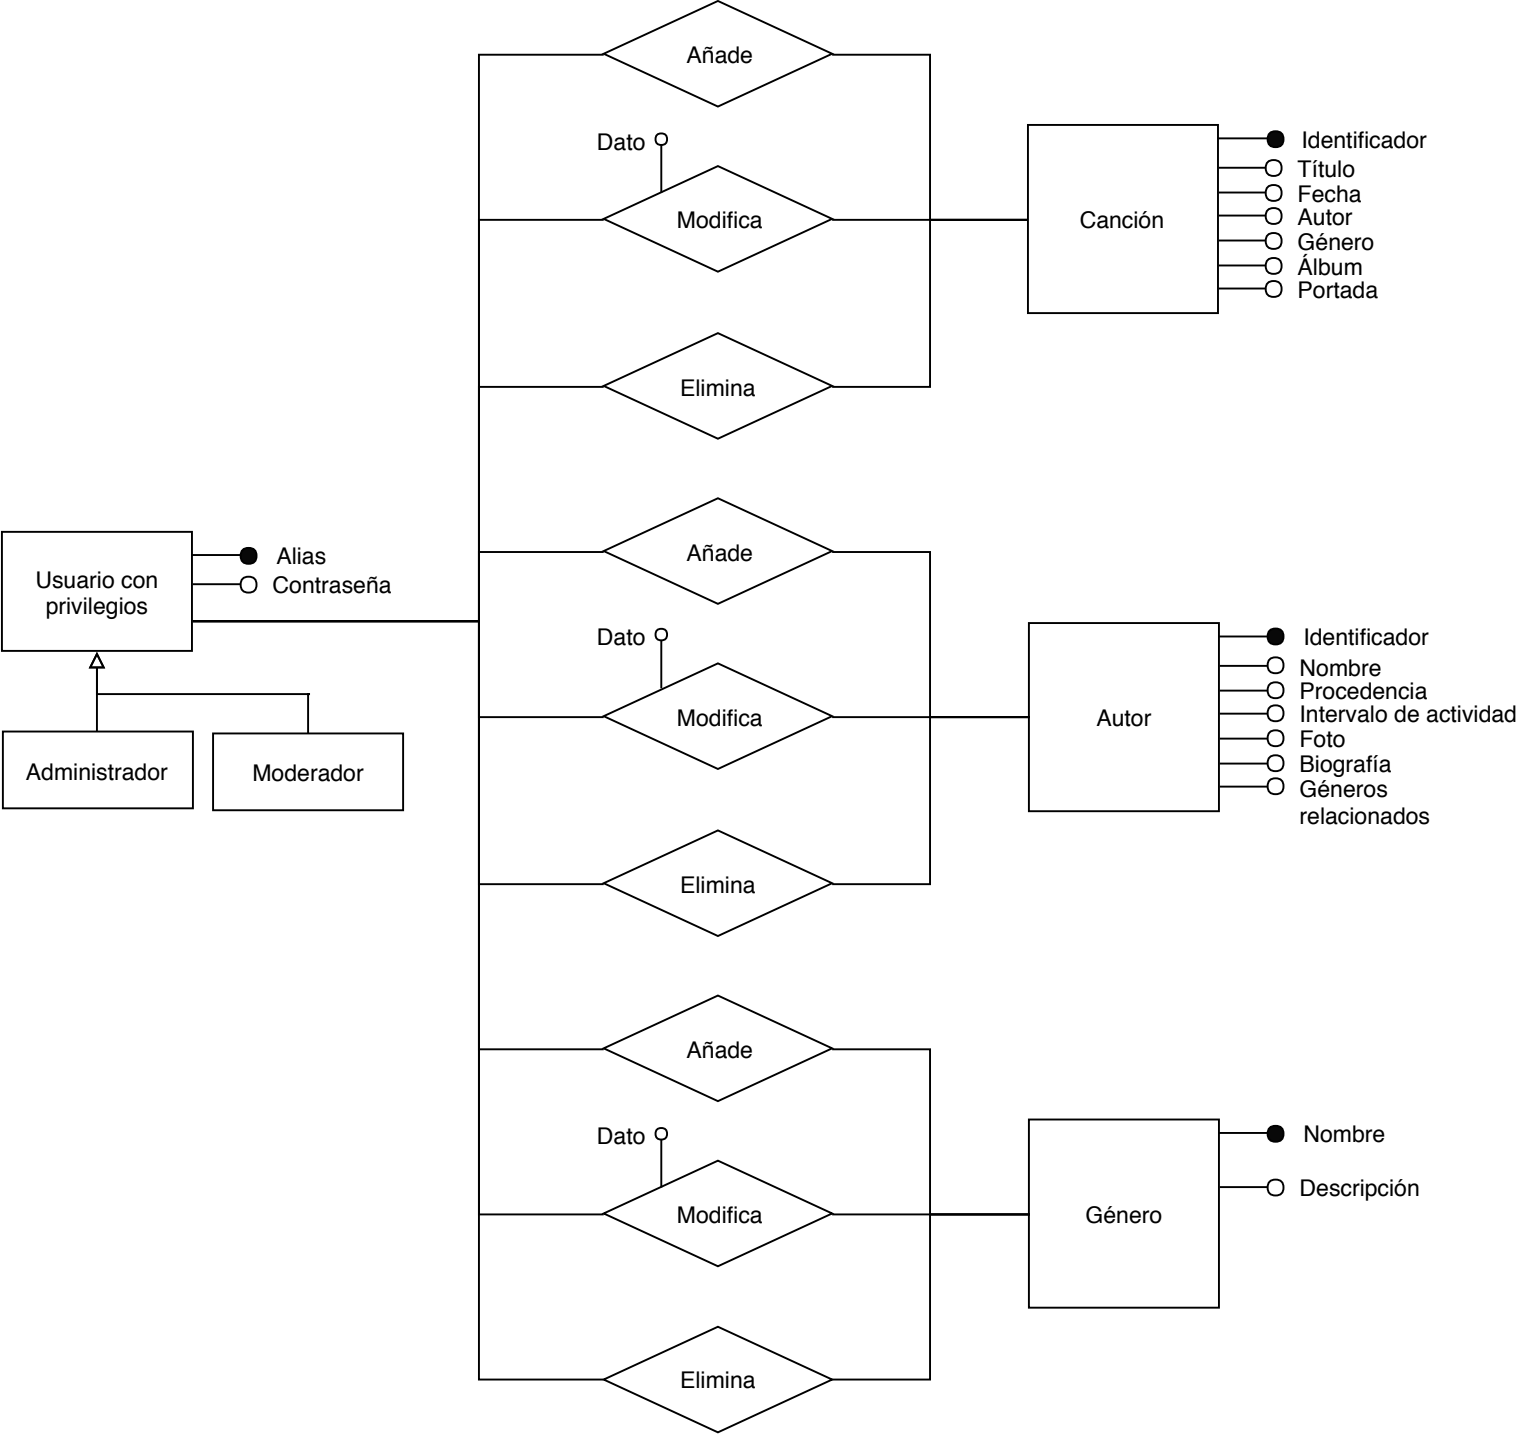 Añade
Dato
Modifica
Elimina
Canción
Identificador
Título
Fecha
Autor
Género
Álbum
Portada
Usuario con
privilegios
Alias
Contraseña
Administrador
Moderador
Añade
Dato
Modifica
Elimina
Autor
Identificador
Nombre
Procedencia
Intervalo de actividad
Foto
Biografía
Géneros
relacionados
Añade
Dato
Modifica
Elimina
Género
Nombre
Descripción